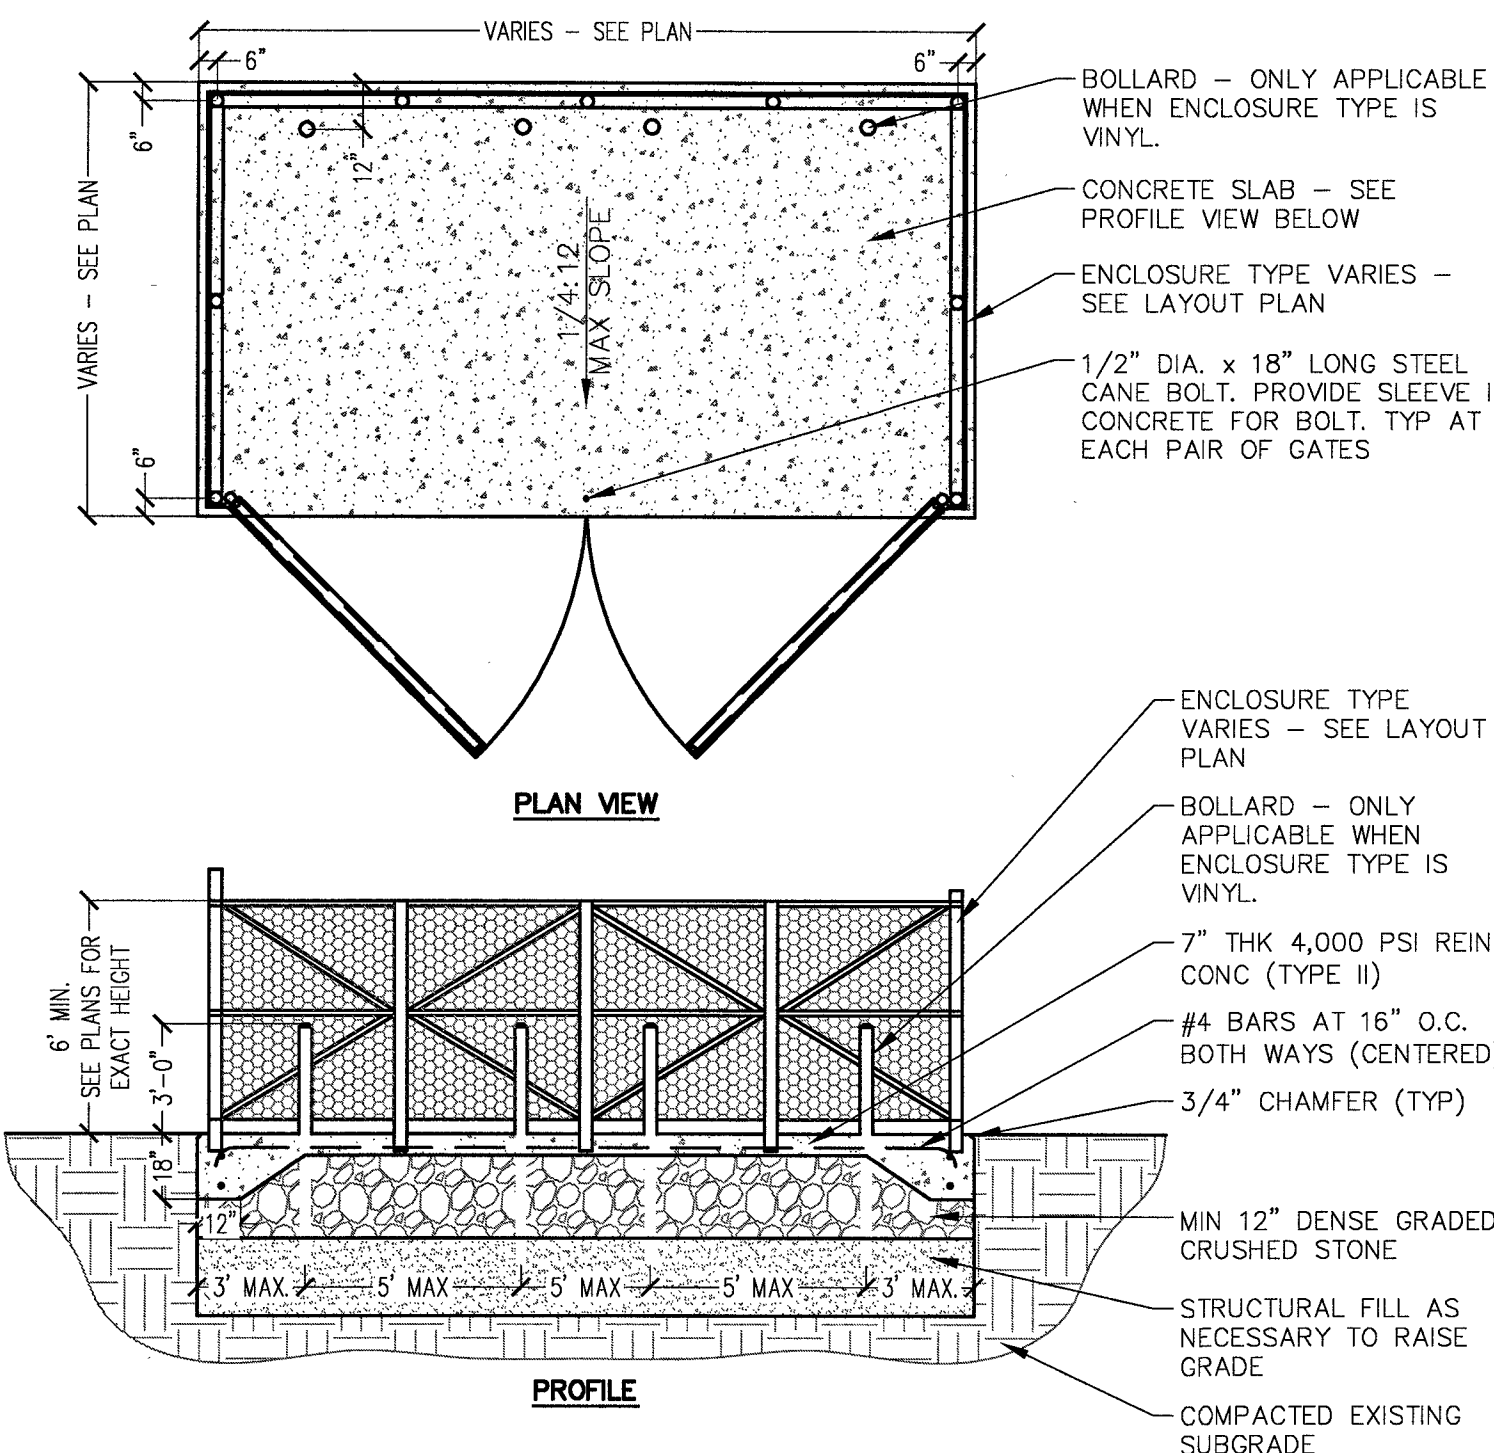 VARIES – SEE PLAN
6"
6"
6"
12"
VARIES – SEE PLAN
1/4:12
MAX SLOPE
6"
BOLLARD – ONLY APPLICABLE
WHEN ENCLOSURE TYPE IS
VINYL.
CONCRETE SLAB – SEE
PROFILE VIEW BELOW
ENCLOSURE TYPE VARIES –
SEE LAYOUT PLAN
1/2" DIA. x 18" LONG STEEL
CANE BOLT. PROVIDE SLEEVE I
CONCRETE FOR BOLT. TYP AT
EACH PAIR OF GATES
PLAN VIEW
ENCLOSURE TYPE
VARIES – SEE LAYOUT
PLAN
BOLLARD – ONLY
APPLICABLE WHEN
ENCLOSURE TYPE IS
VINYL.
7" THK 4,000 PSI REIN
CONC (TYPE II)
#4 BARS AT 16" O.C.
BOTH WAYS (CENTERED
3/4" CHAMFER (TYP)
MIN 12" DENSE GRADED
CRUSHED STONE
STRUCTURAL FILL AS
NECESSARY TO RAISE
GRADE
COMPACTED EXISTING
SUBGRADE
6' MIN.
SEE PLANS FOR
EXACT HEIGHT
3'-0"
18"
12"
3' MAX.
5' MAX
5' MAX
5' MAX
3' MAX.
PROFILE